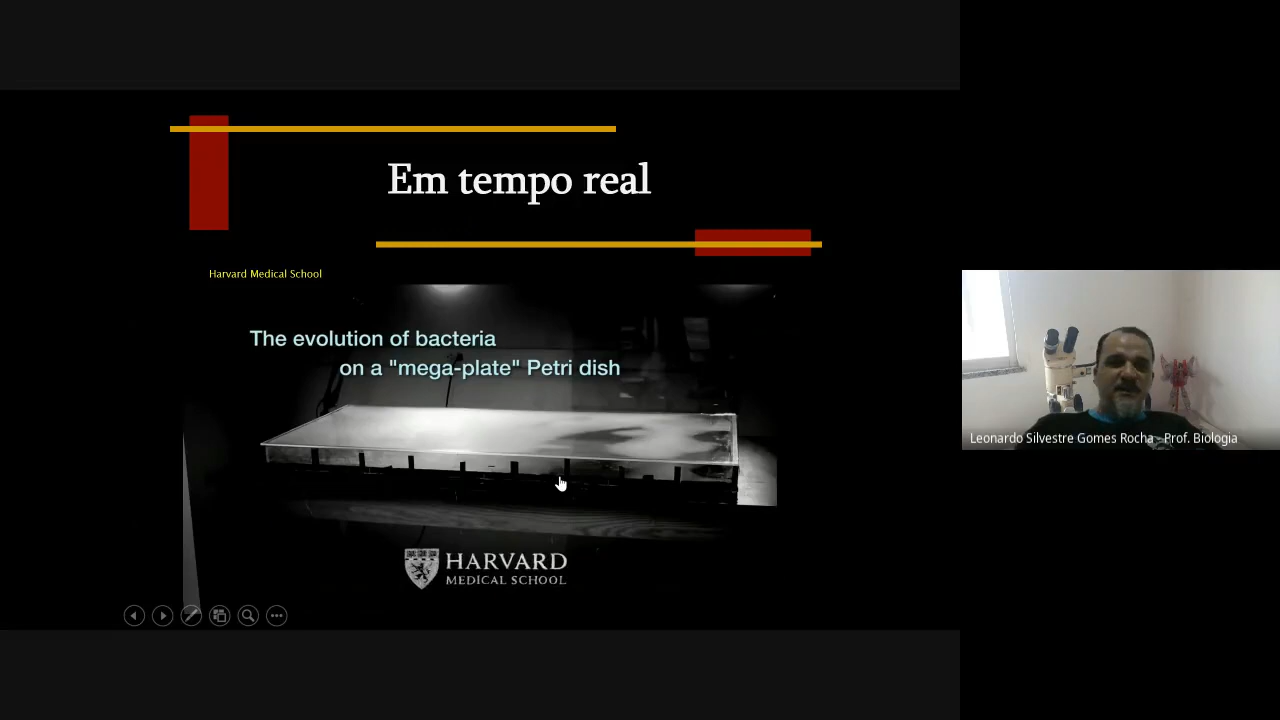 Em tempo real
Harvard Medical School
The evolution of bacteria
on a "mega-plate" Petri dish
HARVARD
MEDICAL SCHOOL
Leonardo Silvestre Gomes Rocha - Prof. Biologia